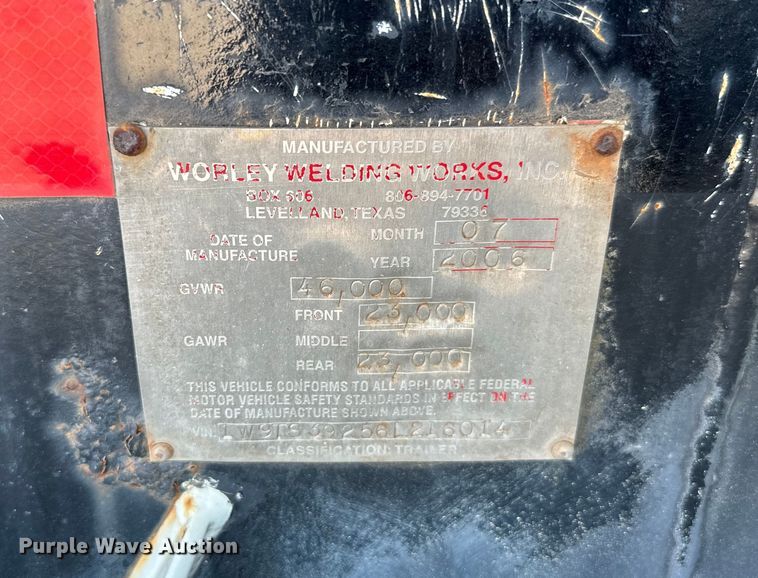 MANUFACTURED BY
WORLEY WELDING WORKS, INC.
BOX 606 806-894-7701
LEVELLAND, TEXAS 79336
DATE OF MANUFACTURE MONTH 07
YEAR 2006
GVWR 46,000
FRONT 23,000
GAWR MIDDLE
REAR 23,000
THIS VEHICLE CONFORMS TO ALL APPLICABLE FEDERAL
MOTOR VEHICLE SAFETY STANDARDS IN EFFECT ON THE
DATE OF MANUFACTURE SHOWN ABOVE.
VIN
CLASSIFICATION: TRAILER
Purple Wave Auction